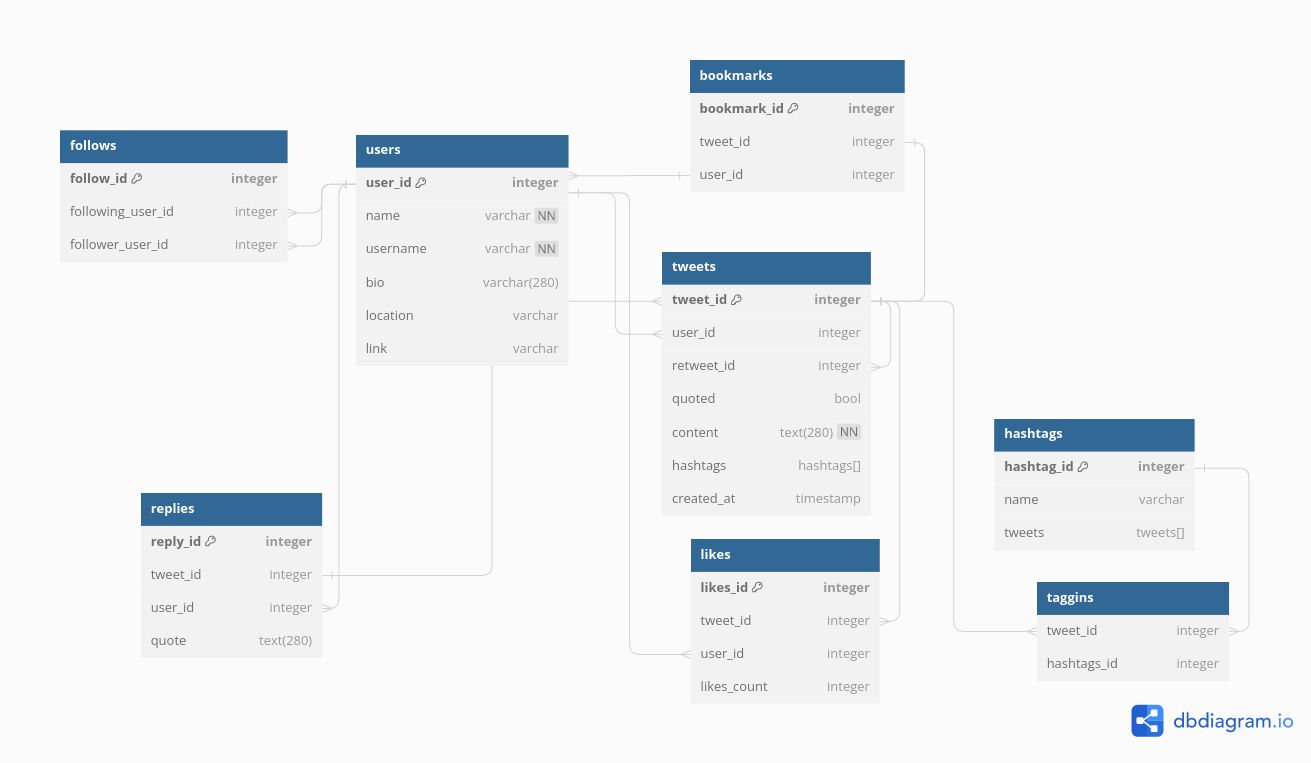 bookmarks
bookmark_id integer
tweet_id integer
user_id integer
follows
follow_id integer
following_user_id integer
follower_user_id integer
users
user_id integer
name varchar NN
username varchar NN
bio varchar(280)
location varchar
link varchar
tweets
tweet_id integer
user_id integer
retweet_id integer
quoted bool
content text(280) NN
hashtags hashtags[]
created_at timestamp
hashtags
hashtag_id integer
name varchar
tweets tweets[]
replies
reply_id integer
tweet_id integer
user_id integer
quote text(280)
likes
likes_id integer
tweet_id integer
user_id integer
likes_count integer
taggins
tweet_id integer
hashtags_id integer
dbdiagram.io